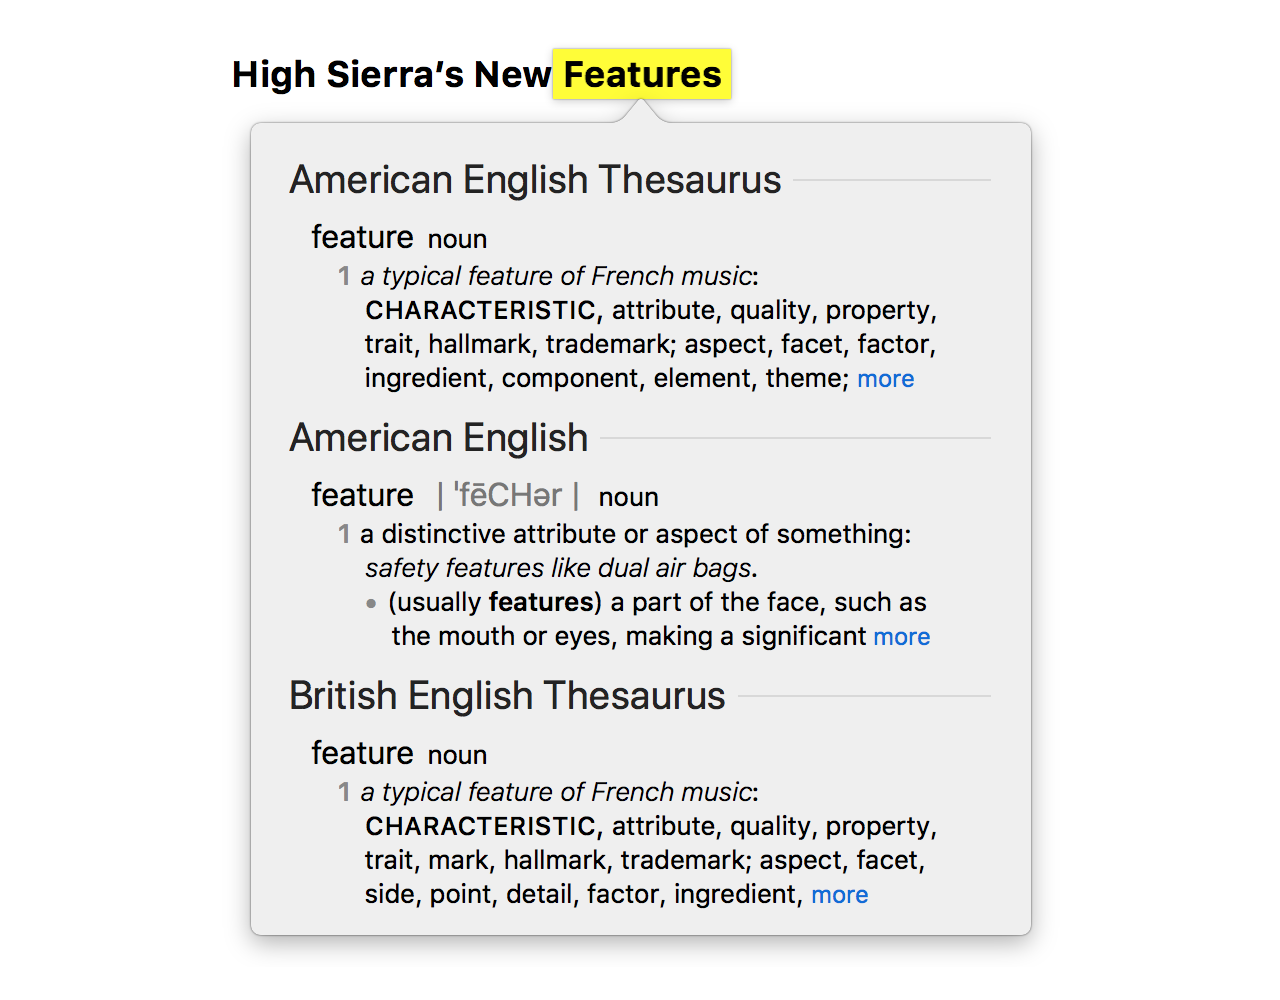 High Sierra’s New Features
American English Thesaurus
feature noun
1 a typical feature of French music:
CHARACTERISTIC, attribute, quality, property,
trait, hallmark, trademark; aspect, facet, factor,
ingredient, component, element, theme; more
American English
feature | ˈfēCHər | noun
1 a distinctive attribute or aspect of something:
safety features like dual air bags.
• (usually features) a part of the face, such as
the mouth or eyes, making a significant more
British English Thesaurus
feature noun
1 a typical feature of French music:
CHARACTERISTIC, attribute, quality, property,
trait, mark, hallmark, trademark; aspect, facet,
side, point, detail, factor, ingredient, more